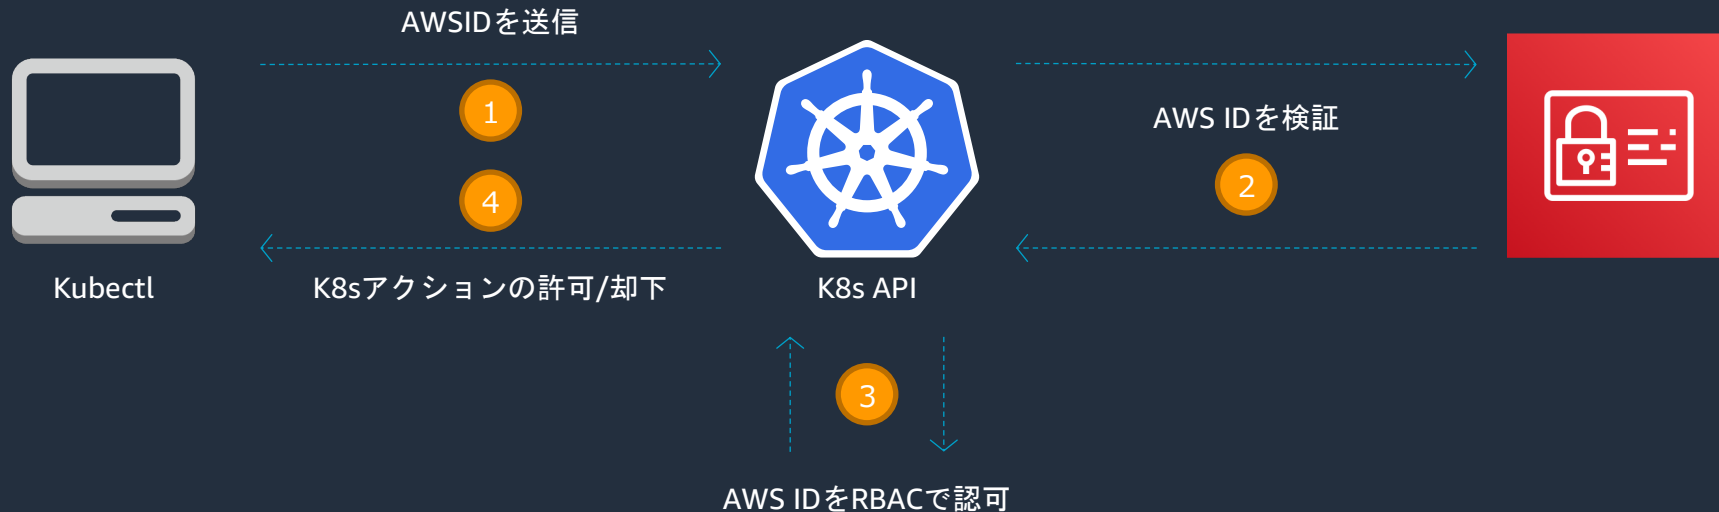 AWSIDを送信
1
AWS IDを検証
2
4
Kubectl
K8sアクションの許可/却下
K8s API
3
AWS IDをRBACで認可